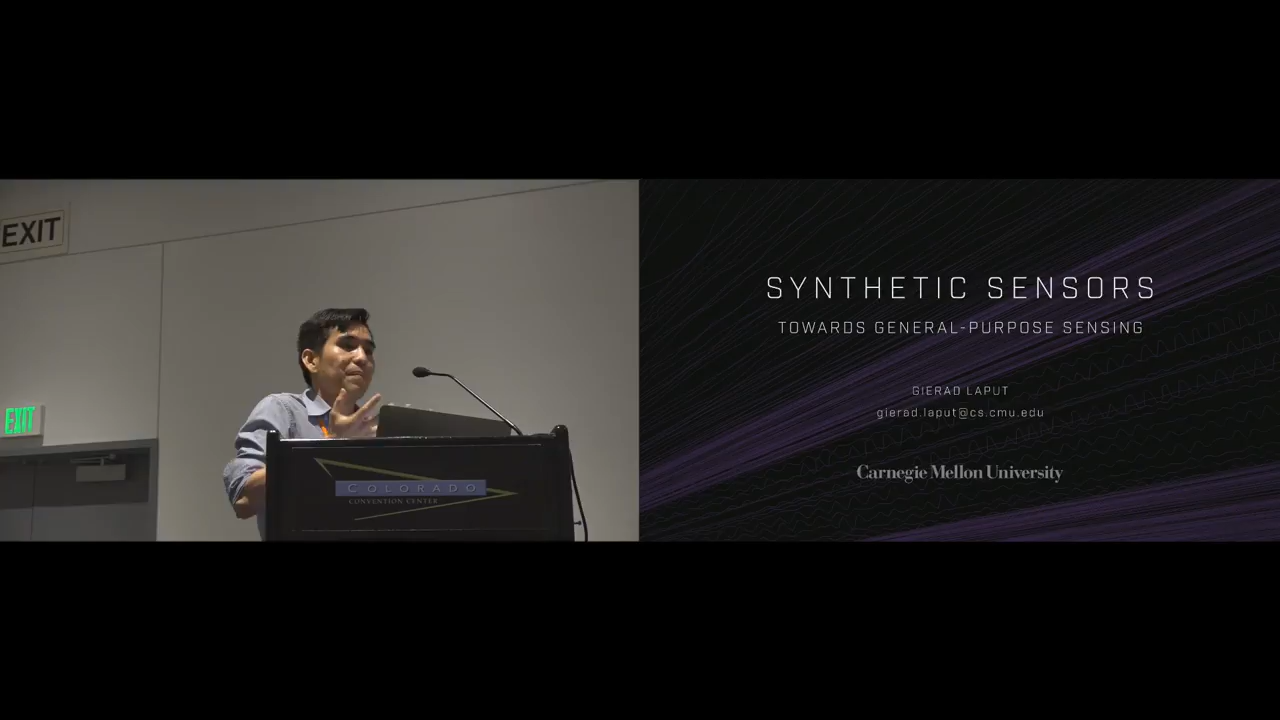 EXIT
EXIT
COLORADO
CONVENTION CENTER
SYNTHETIC SENSORS
TOWARDS GENERAL-PURPOSE SENSING
GIERAD LAPUT
gierad.laput@cs.cmu.edu
Carnegie Mellon University